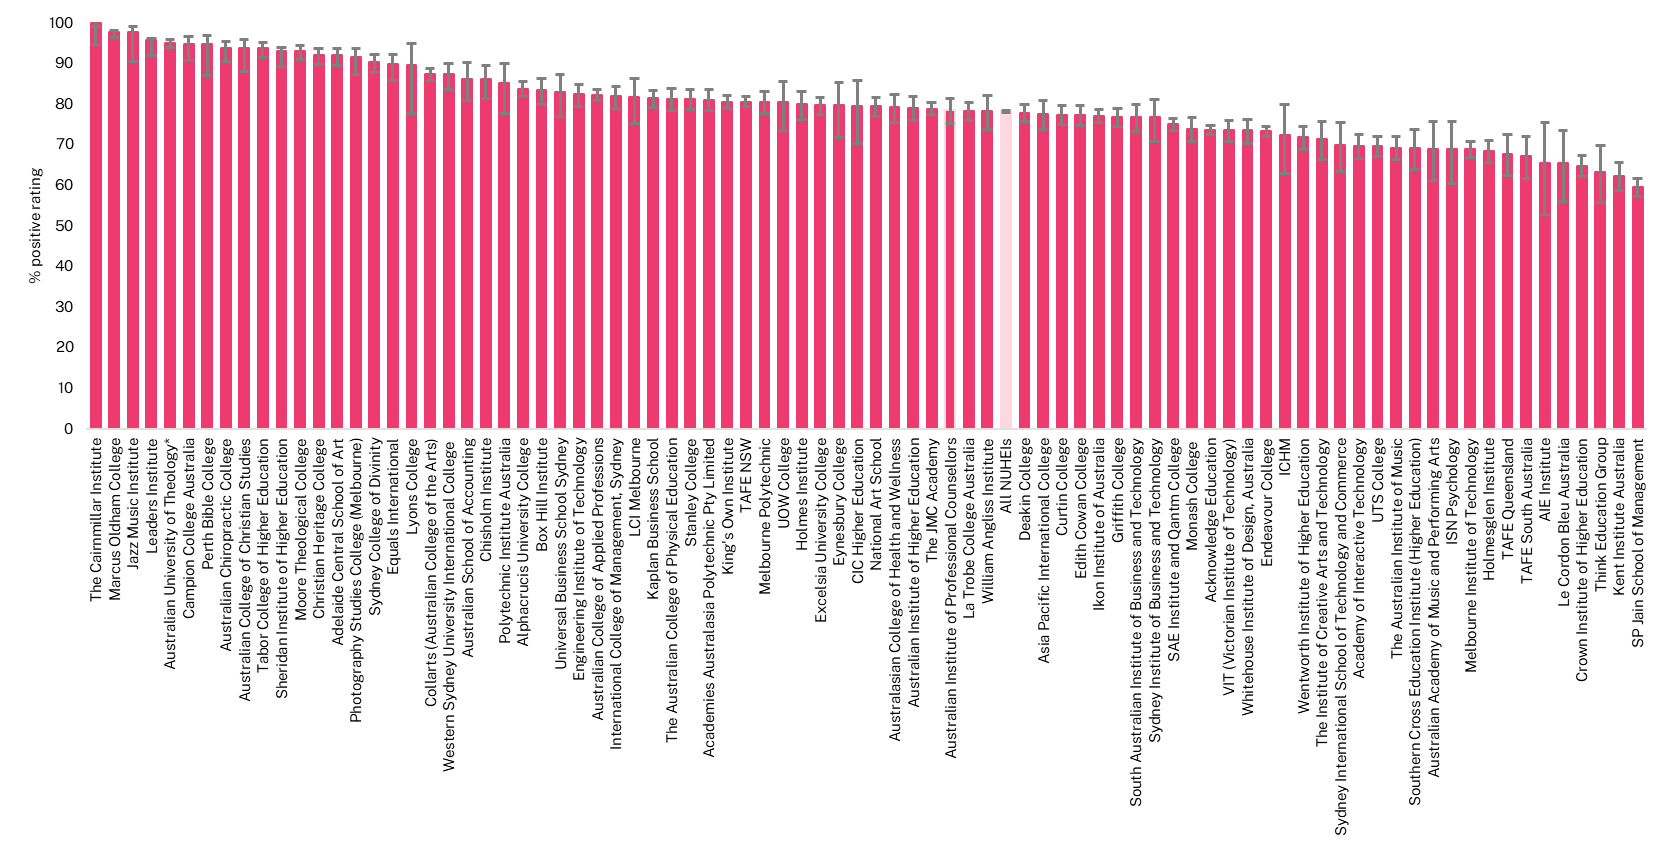 % positive rating
100
90
80
70
60
50
40
30
20
10
0
The Cairnmillar Institute
Marcus Oldham College
Jazz Music Institute
Leaders Institute
Australian University of Theology*
Campion College Australia
Perth Bible College
Australian Chiropractic College
Australian College of Christian Studies
Tabor College of Higher Education
Sheridan Institute of Higher Education
Moore Theological College
Christian Heritage College
Adelaide Central School of Art
Photography Studies College (Melbourne)
Sydney College of Divinity
Equals International
Lyons College
Collarts (Australian College of the Arts)
Western Sydney University International College
Australian School of Accounting
Chisholm Institute
Polytechnic Institute Australia
Alphacrucis University College
Box Hill Institute
Universal Business School Sydney
Engineering Institute of Technology
Australian College of Applied Professions
International College of Management, Sydney
LCI Melbourne
Kaplan Business School
The Australian College of Physical Education
Stanley College
Academies Australasia Polytechnic Pty Limited
King's Own Institute
TAFE NSW
Melbourne Polytechnic
UOW College
Holmes Institute
Excelsia University College
Eynesbury College
CIC Higher Education
National Art School
Australasian College of Health and Wellness
Australian Institute of Higher Education
The JMC Academy
Australian Institute of Professional Counsellors
La Trobe College Australia
William Angliss Institute
All NUHEIs
Deakin College
Asia Pacific International College
Curtin College
Edith Cowan College
Ikon Institute of Australia
Griffith College
South Australian Institute of Business and Technology
Sydney Institute of Business and Technology
SAE Institute and Qantm College
Monash College
Acknowledge Education
VIT (Victorian Institute of Technology)
Whitehouse Institute of Design, Australia
Endeavour College
ICHM
Wentworth Institute of Higher Education
The Institute of Creative Arts and Technology
Sydney International School of Technology and Commerce
Academy of Interactive Technology
UTS College
The Australian Institute of Music
Southern Cross Education Institute (Higher Education)
Australian Academy of Music and Performing Arts
ISN Psychology
Melbourne Institute of Technology
Holmesglen Institute
TAFE Queensland
TAFE South Australia
AIE Institute
Le Cordon Bleu Australia
Crown Institute of Higher Education
Think Education Group
Kent Institute Australia
SP Jain School of Management